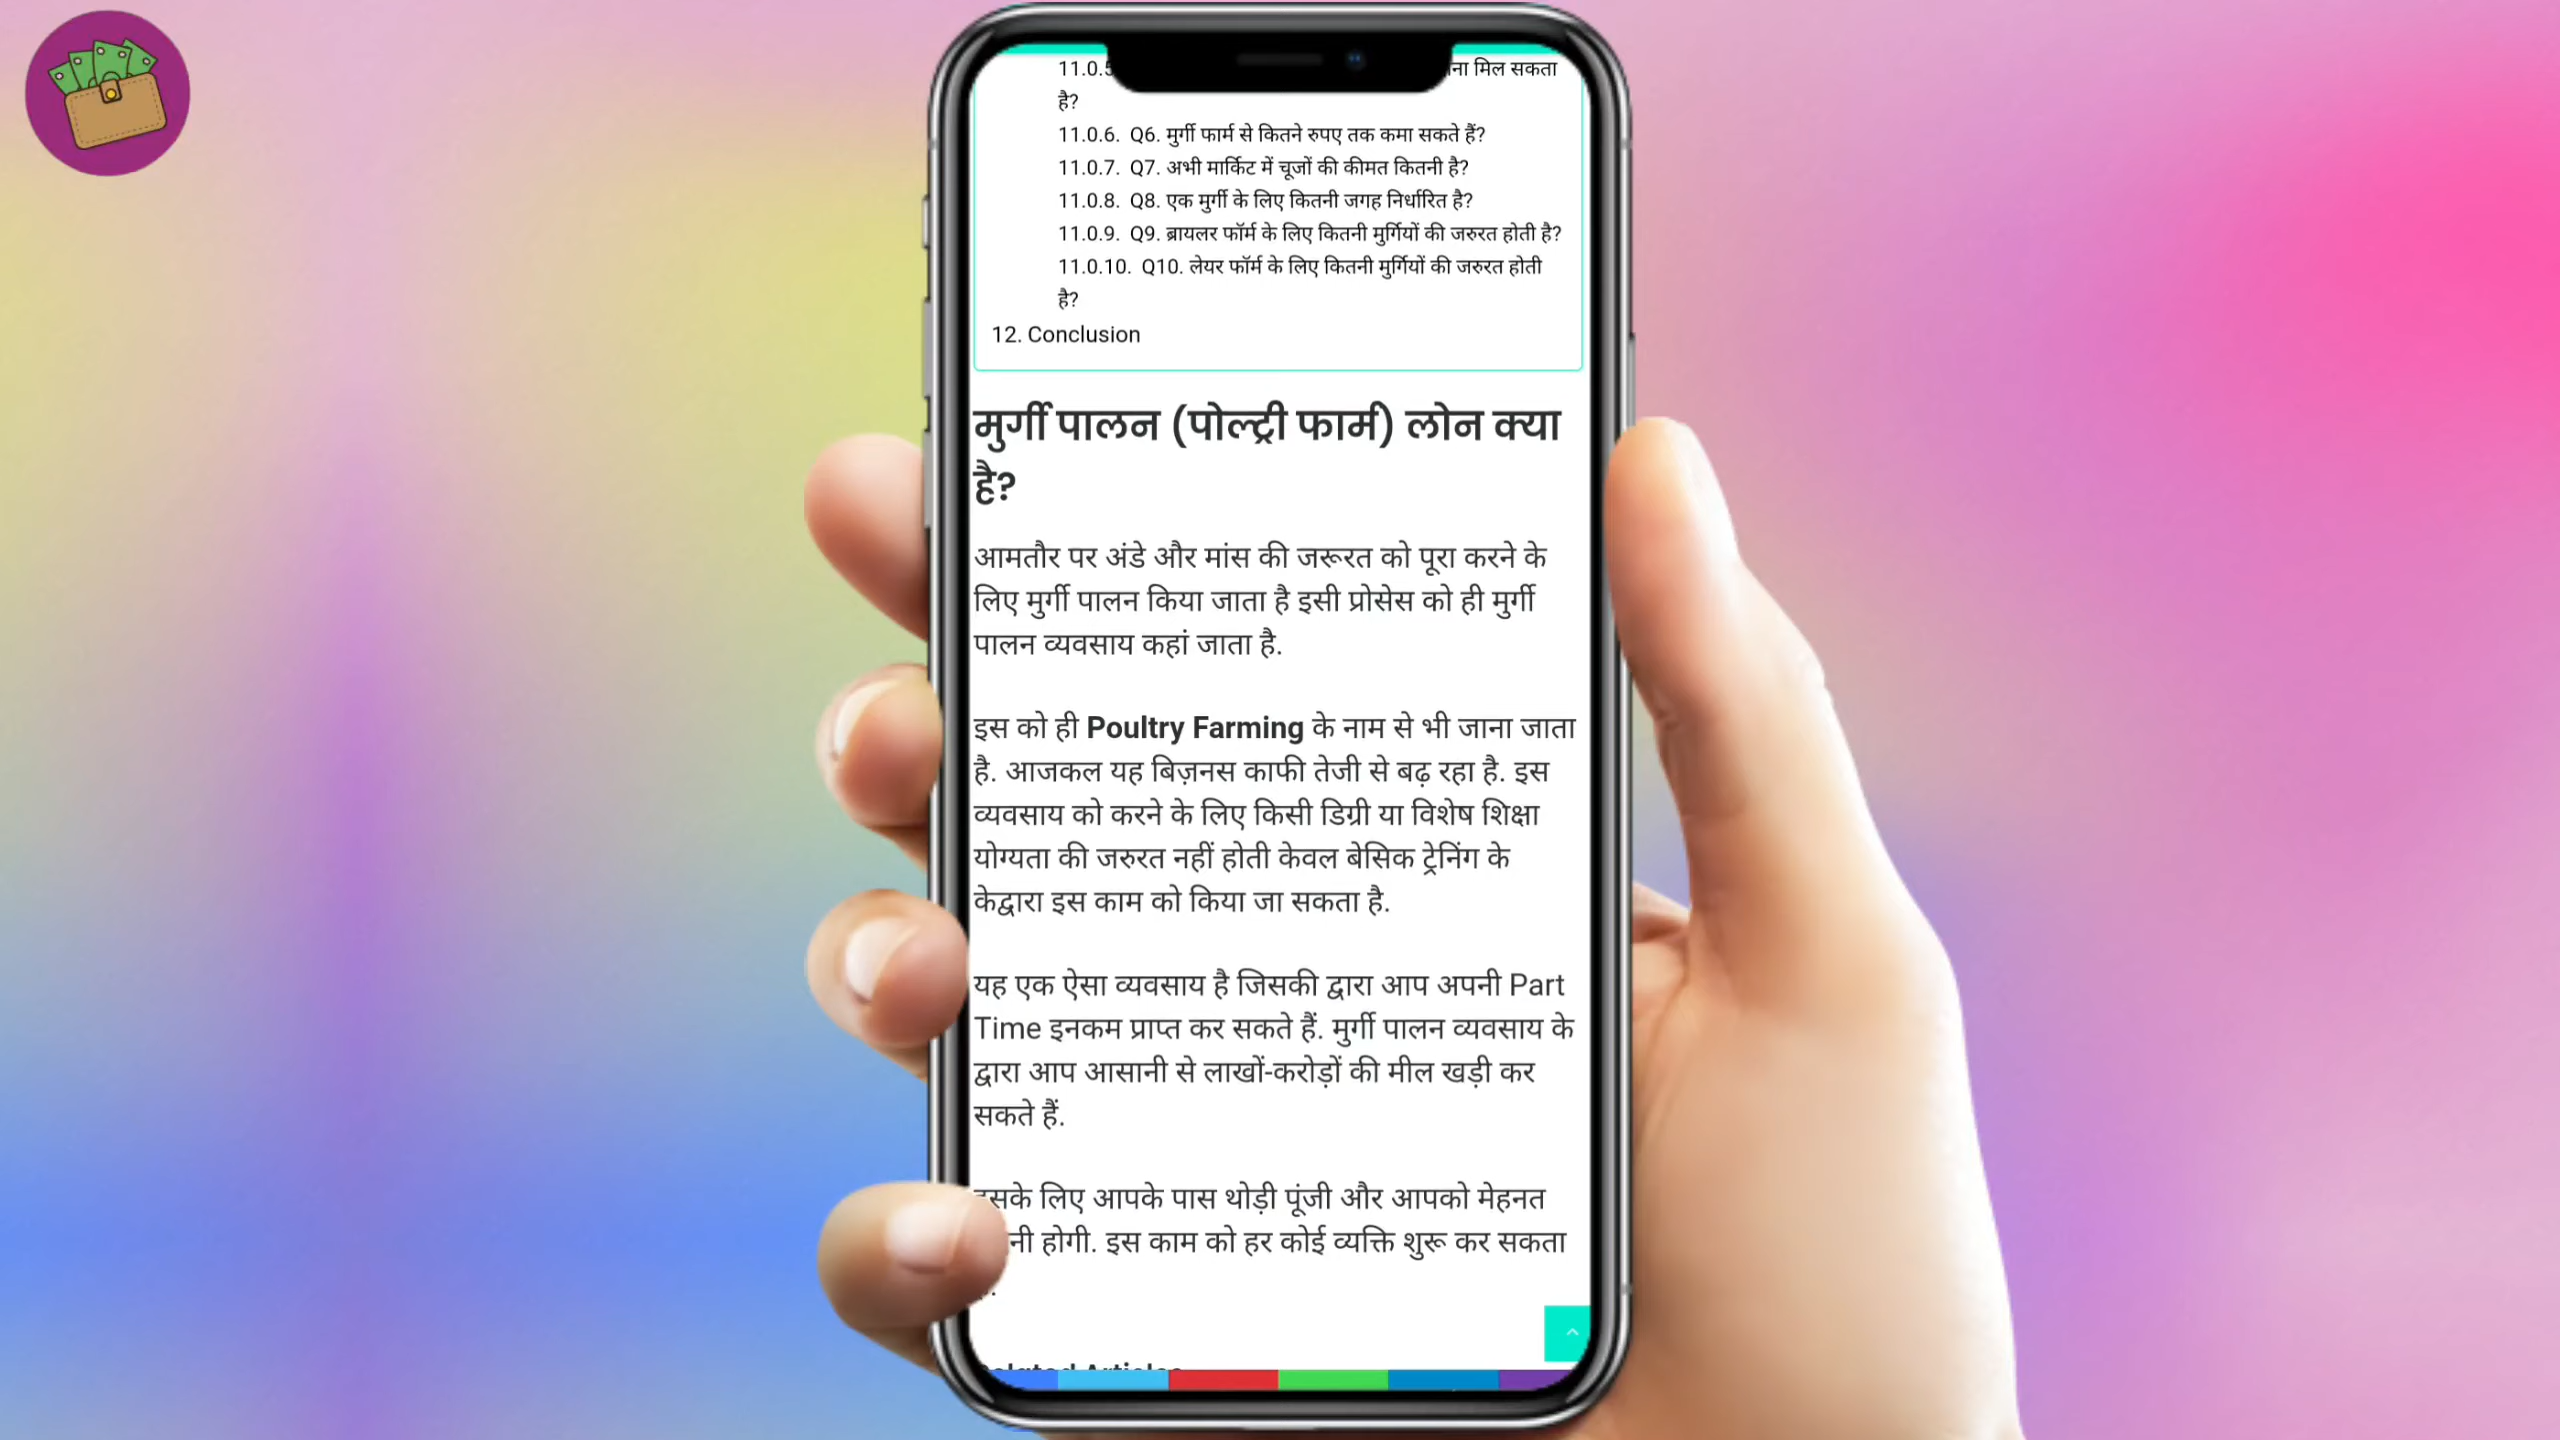 11.0.5 मिल सकता
है?
11.0.6. Q6. मुर्गी फार्म से कितने रुपए तक कमा सकते हैं?
11.0.7. Q7. अभी मार्किट में चूजों की कीमत कितनी है?
11.0.8. Q8. एक मुर्गी के लिए कितनी जगह निर्धारित है?
11.0.9. Q9. ब्रायलर फॉर्म के लिए कितनी मुर्गियों की जरुरत होती है?
11.0.10. Q10. लेयर फॉर्म के लिए कितनी मुर्गियों की जरुरत होती
है?
12. Conclusion
मुर्गी पालन (पोल्ट्री फार्म) लोन क्या
है?
आमतौर पर अंडे और मांस की जरूरत को पूरा करने के
लिए मुर्गी पालन किया जाता है इसी प्रोसेस को ही मुर्गी
पालन व्यवसाय कहां जाता है.
इस को ही Poultry Farming के नाम से भी जाना जाता
है. आजकल यह बिज़नस काफी तेजी से बढ़ रहा है. इस
व्यवसाय को करने के लिए किसी डिग्री या विशेष शिक्षा
योग्यता की जरुरत नहीं होती केवल बेसिक ट्रेनिंग के
केद्वारा इस काम को किया जा सकता है.
यह एक ऐसा व्यवसाय है जिसकी द्वारा आप अपनी Part
Time इनकम प्राप्त कर सकते हैं. मुर्गी पालन व्यवसाय के
द्वारा आप आसानी से लाखों-करोड़ों की मील खड़ी कर
सकते हैं.
लिए आपके पास थोड़ी पूंजी और आपको मेहनत
होगी. इस काम को हर कोई व्यक्ति शुरू कर सकता